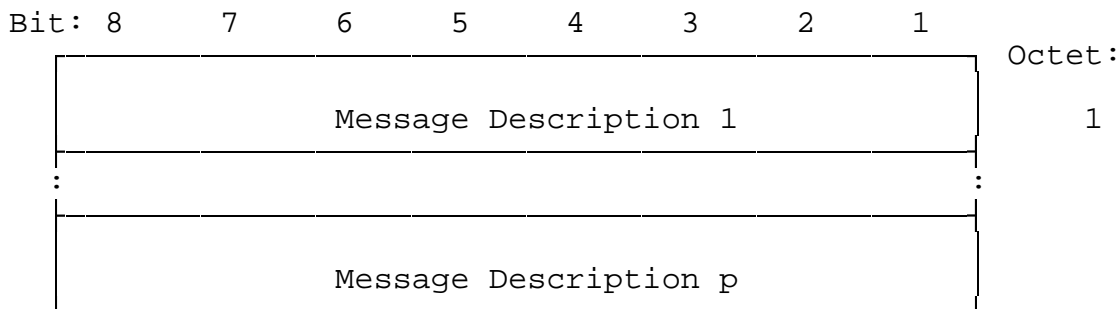 Bit: 8 7 6 5 4 3 2 1
Octet:
Message Description 1 1
: :
Message Description p